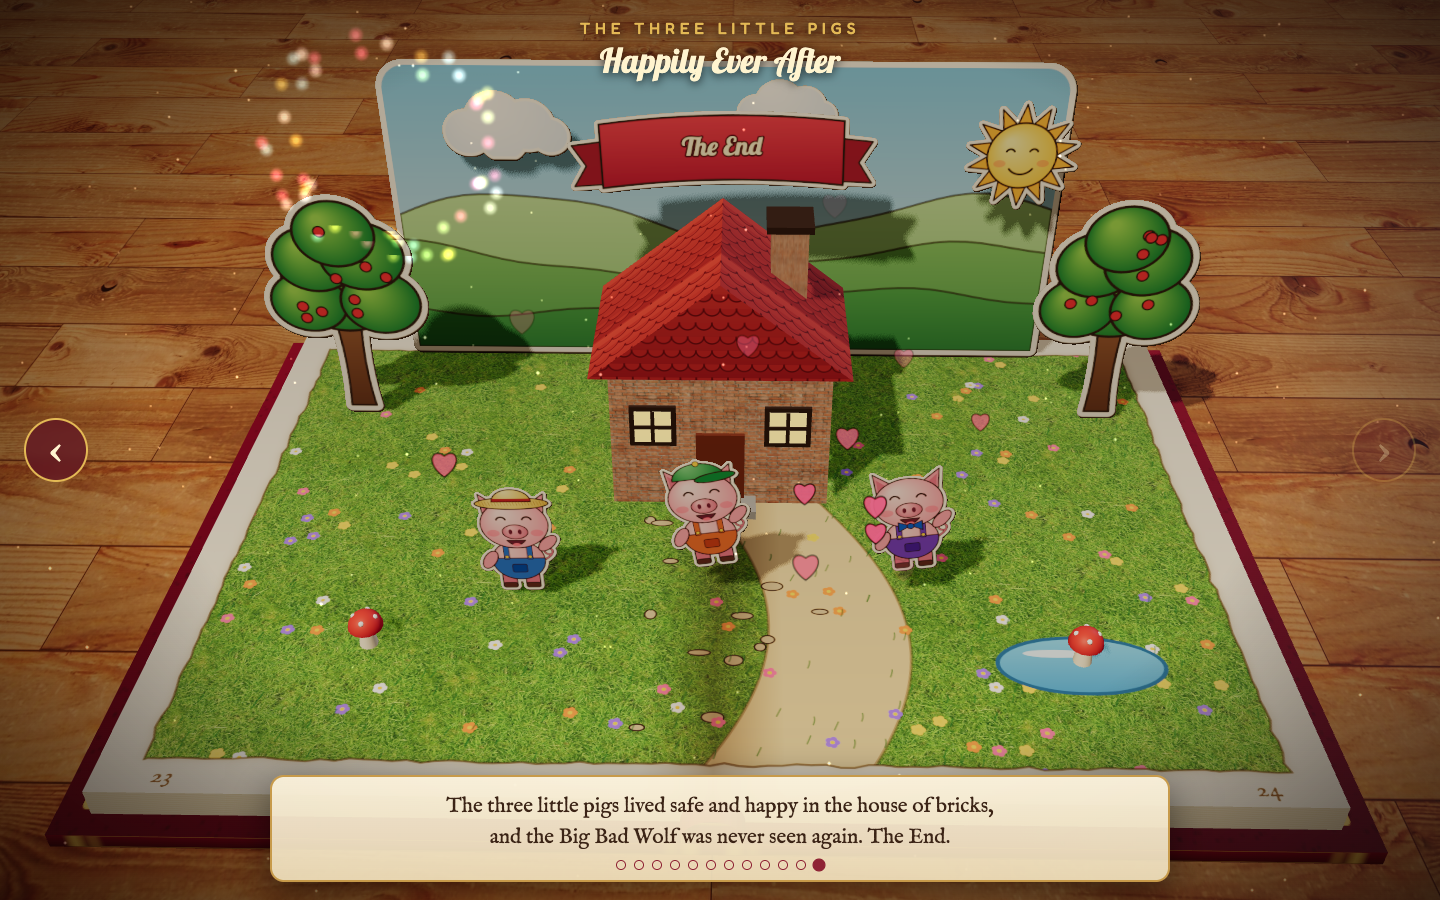 THE THREE LITTLE PIGS
Happily Ever After
The End
23
24
The three little pigs lived safe and happy in the house of bricks,
and the Big Bad Wolf was never seen again. The End.